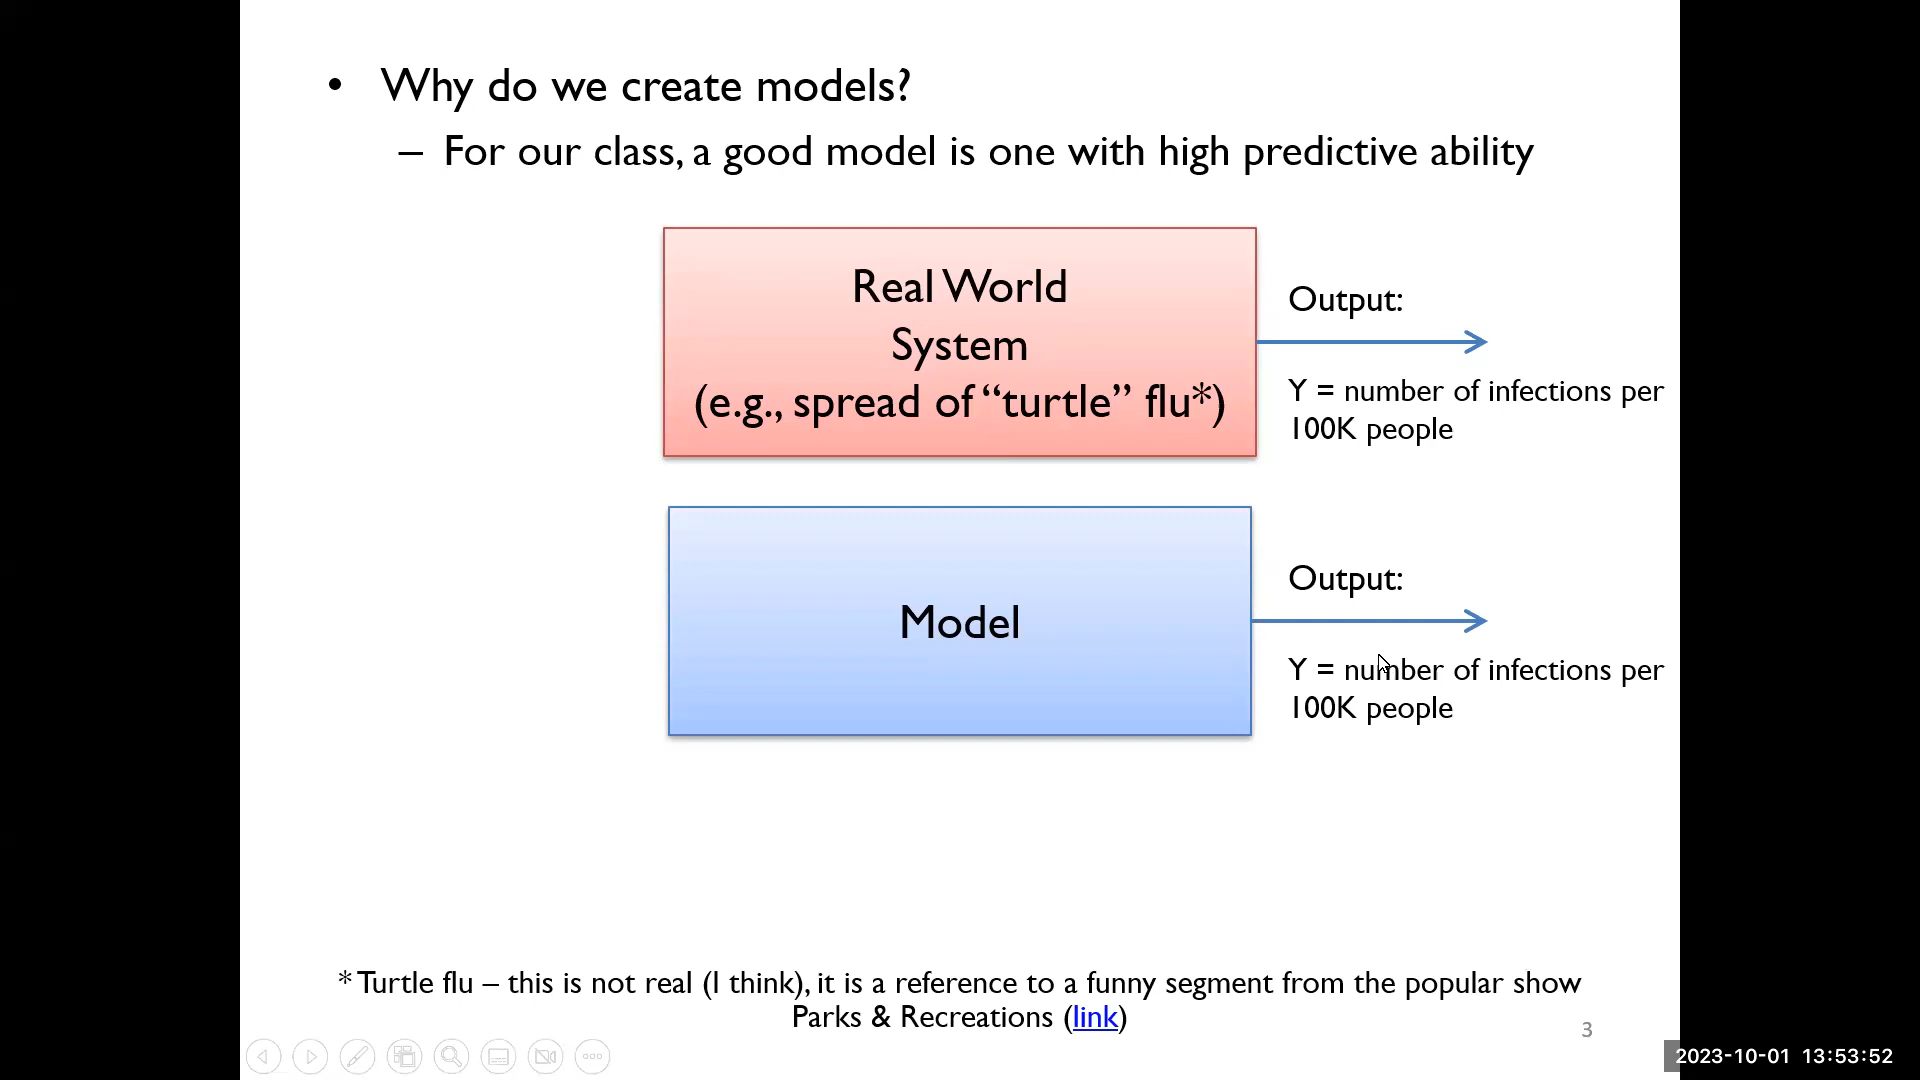 • Why do we create models?
– For our class, a good model is one with high predictive ability
Real World
System
(e.g., spread of “turtle” flu*)
Output:
Y = number of infections per
100K people
Model
Output:
Y = number of infections per
100K people
* Turtle flu – this is not real (I think), it is a reference to a funny segment from the popular show
Parks & Recreations (link)
3
2023-10-01 13:53:52